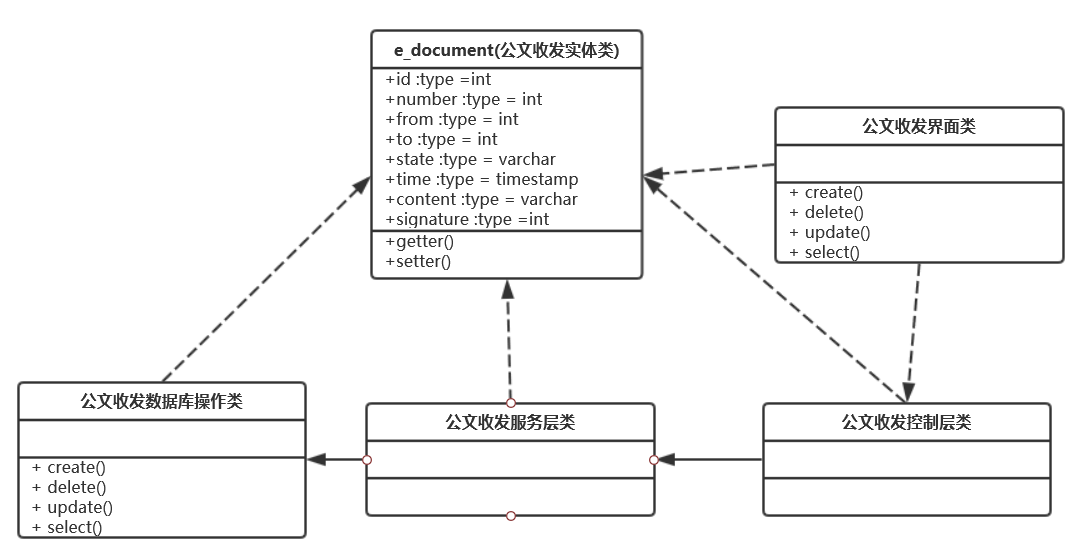 e_document(公文收发实体类)
+id :type =int
+number :type = int
+from :type = int
+to :type = int
+state :type = varchar
+time :type = timestamp
+content :type = varchar
+signature :type =int
+getter()
+setter()
公文收发界面类
+ create()
+ delete()
+ update()
+ select()
公文收发数据库操作类
+ create()
+ delete()
+ update()
+ select()
公文收发服务层类
公文收发控制层类